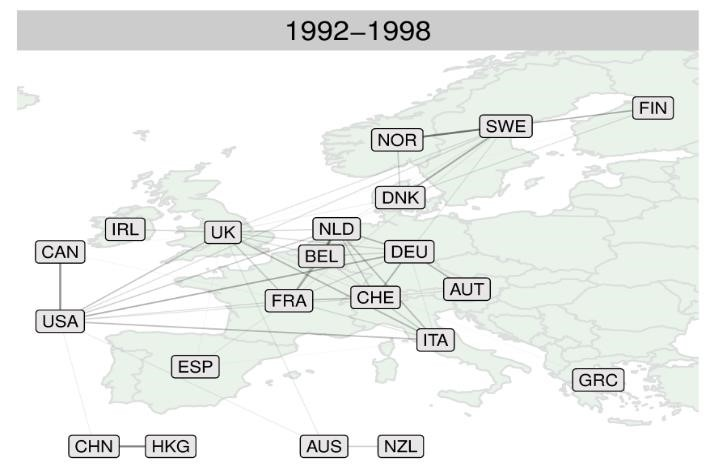 1992–1998
FIN
SWE
NOR
DNK
IRL
UK
NLD
CAN
BEL
DEU
AUT
FRA
CHE
USA
ITA
ESP
GRC
CHN
HKG
AUS
NZL